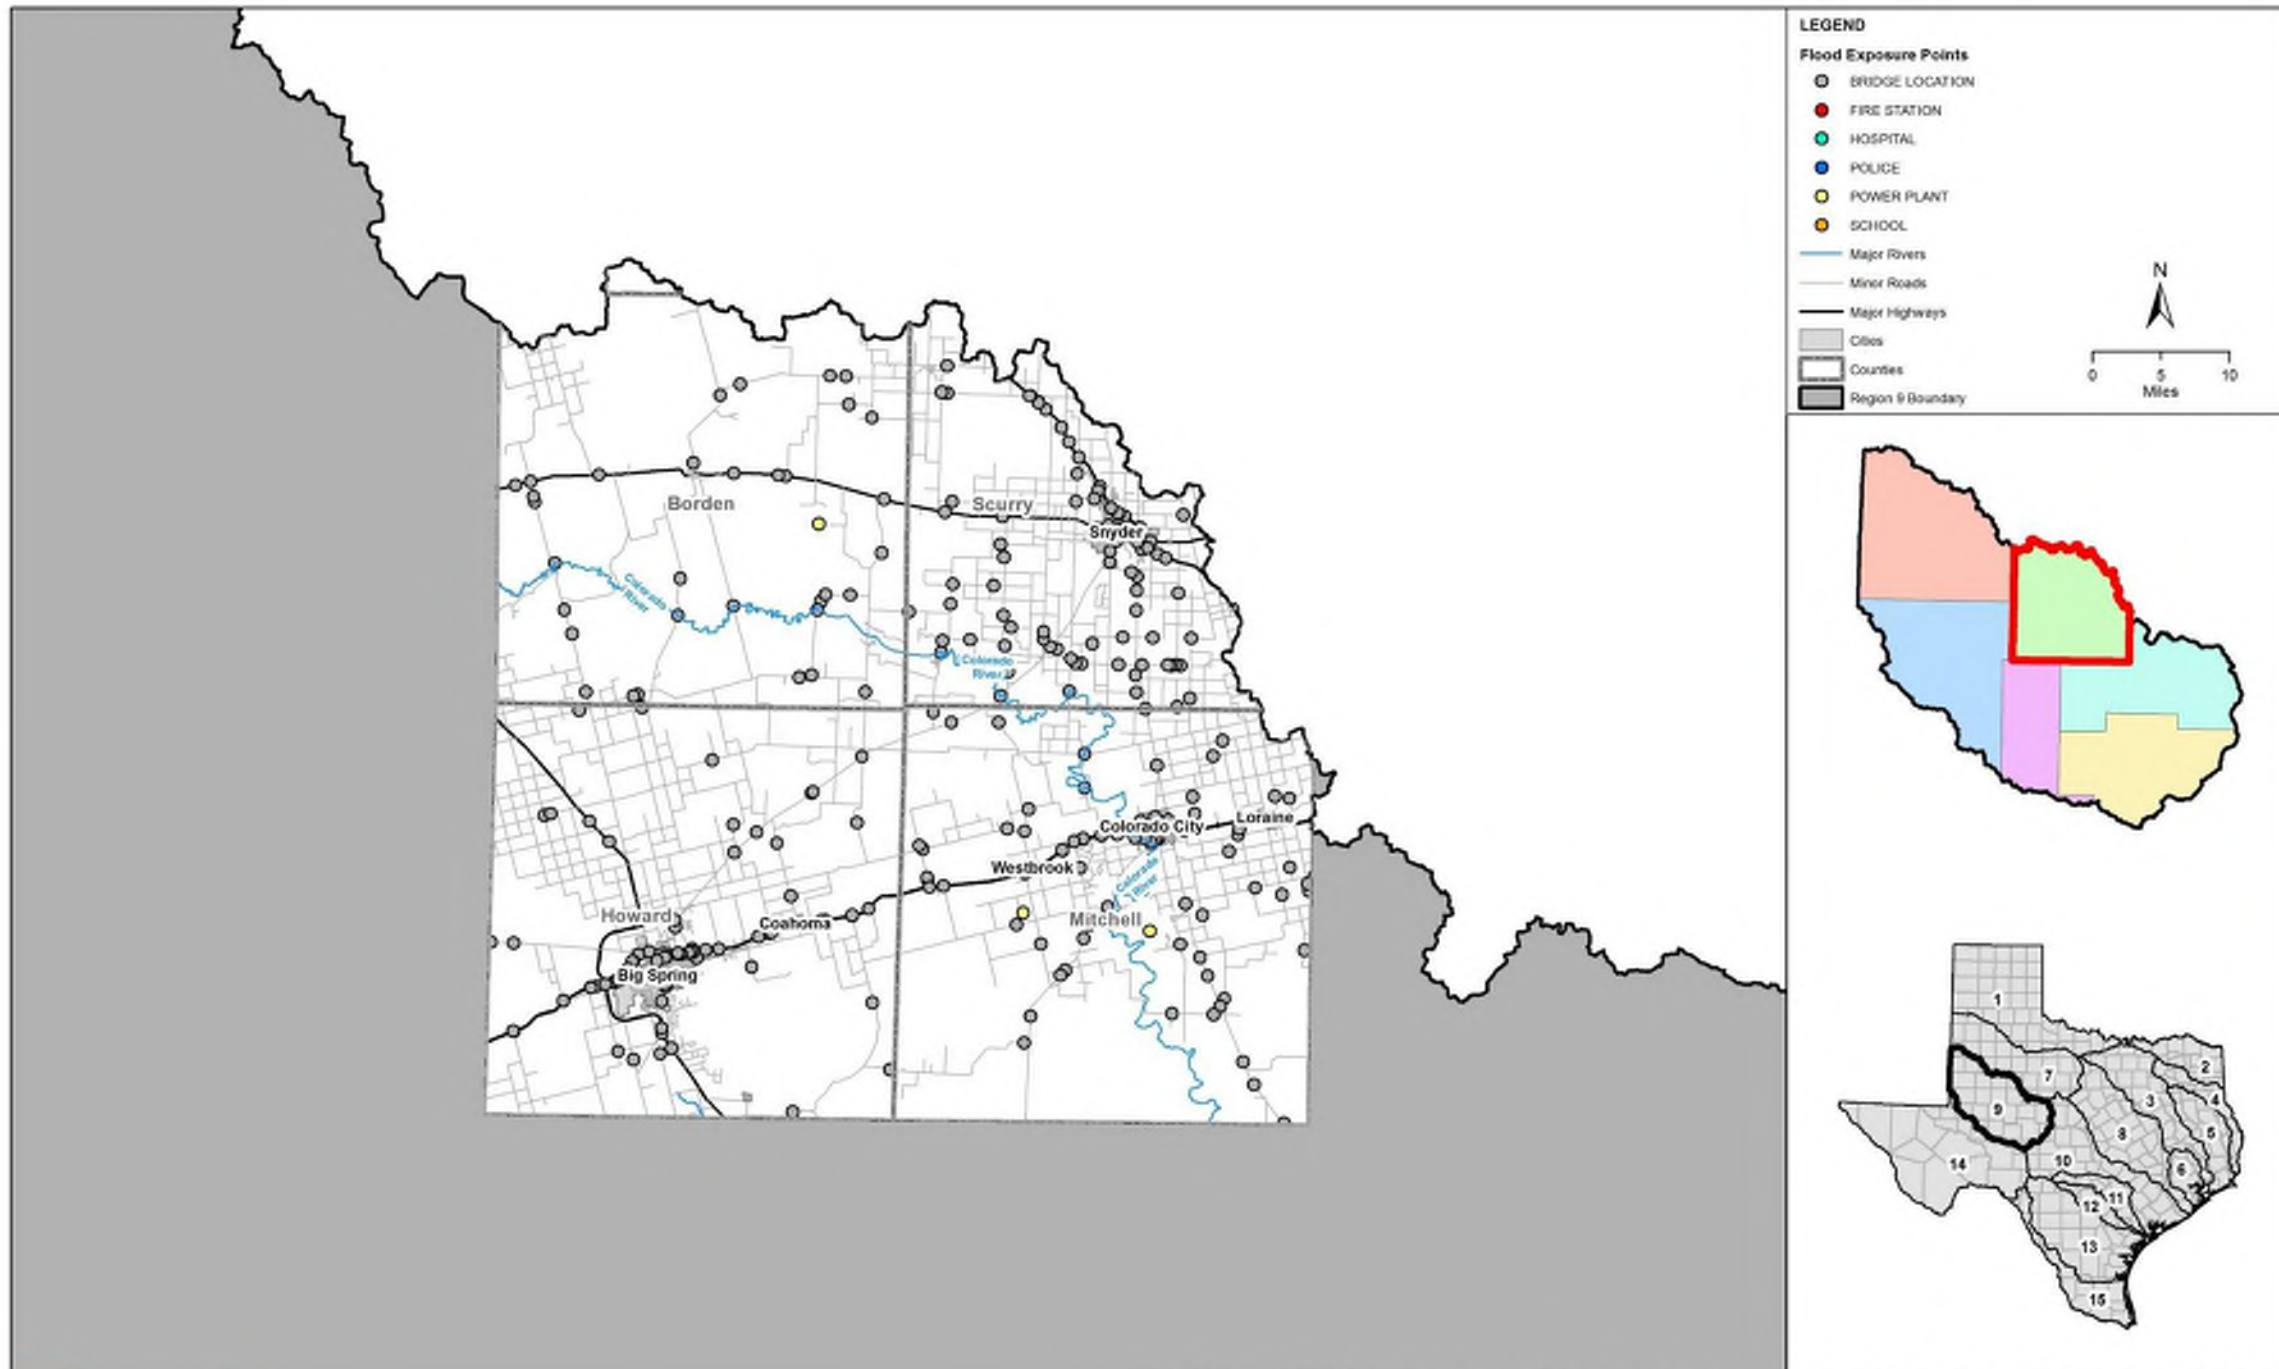 LEGEND
Flood Exposure Points
BRIDGE LOCATION
FIRE STATION
HOSPITAL
POLICE
POWER PLANT
SCHOOL
Major Rivers
Minor Roads
Major Highways
Cities
Counties
Region 9 Boundary
N
0 5 10
Miles
Borden
Scurry
Snyder
Colorado
River
Colorado
River
Colorado City
Loraine
Westbrook
Colorado
River
Howard
Coahoma
Mitchell
Big Spring
1
2
7
3
4
9
8
5
14
10
6
11
12
13
15